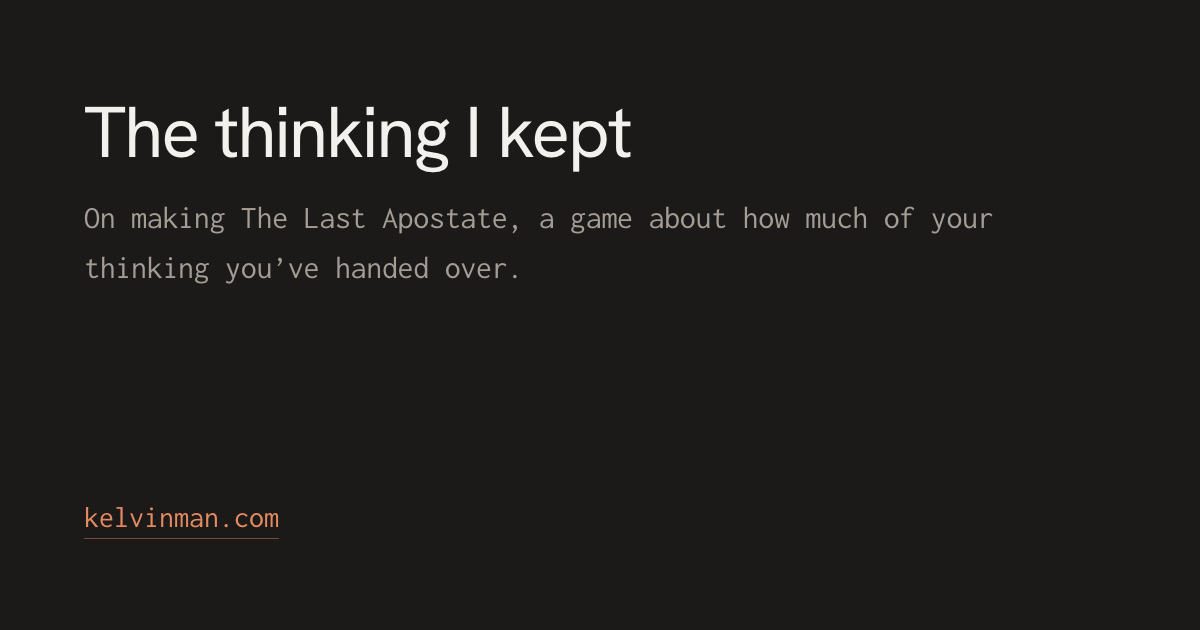 The thinking I kept
On making The Last Apostate, a game about how much of your
thinking you’ve handed over.
kelvinman.com